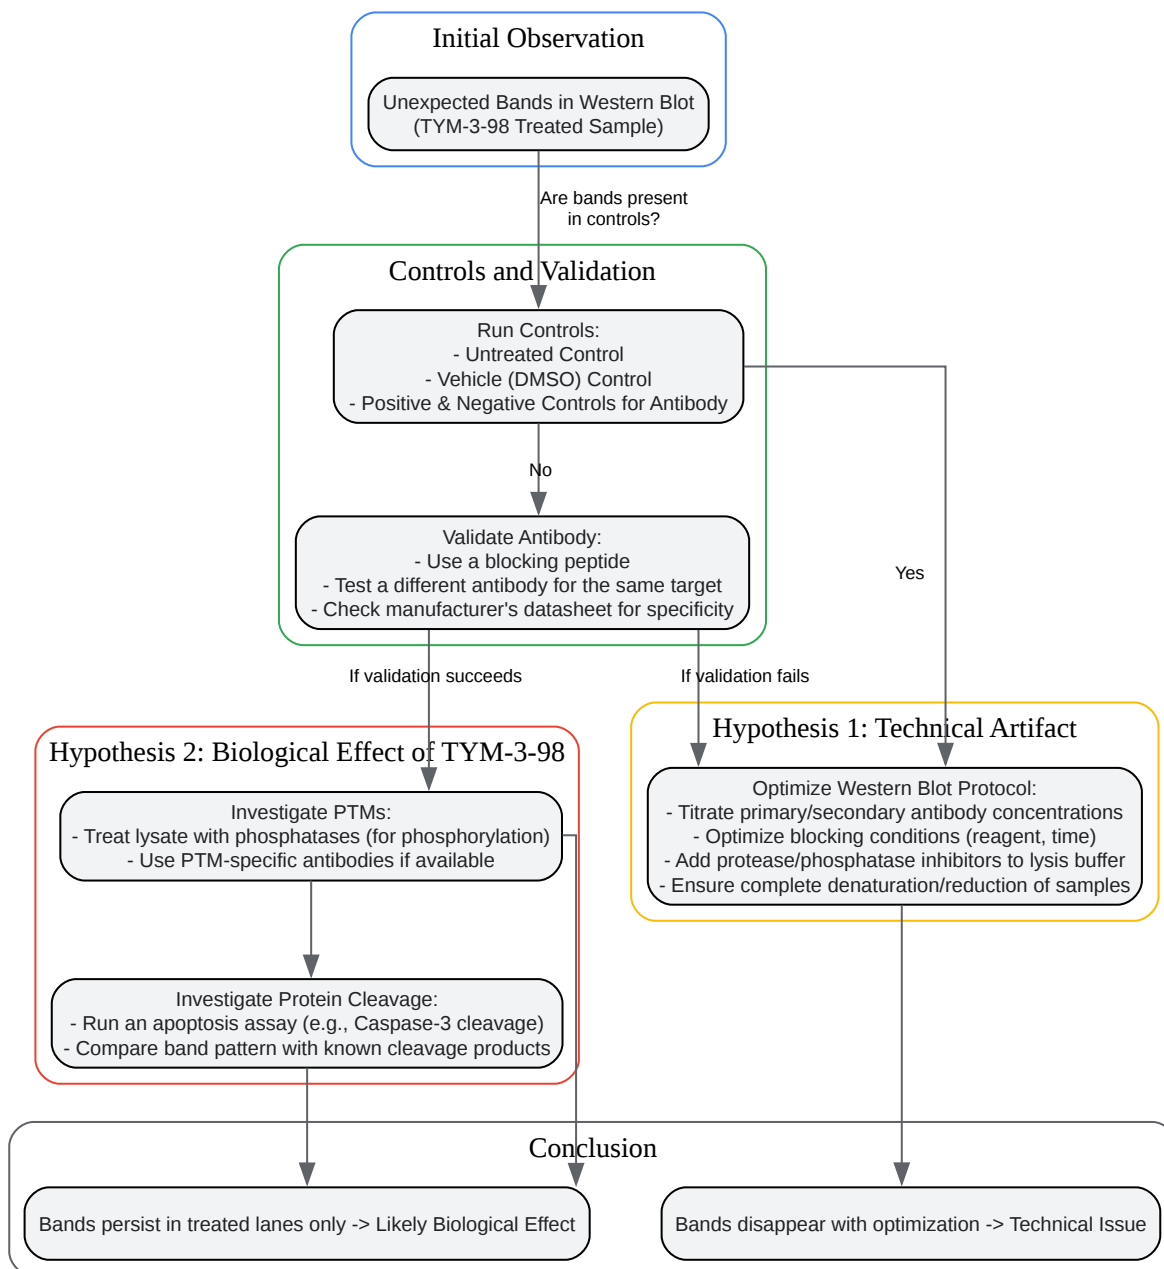 Initial Observation
Unexpected Bands in Western Blot
(TYM-3-98 Treated Sample)
Are bands present
in controls?
Controls and Validation
Run Controls:
- Untreated Control
- Vehicle (DMSO) Control
- Positive & Negative Controls for Antibody
No
Validate Antibody:
- Use a blocking peptide
- Test a different antibody for the same target
- Check manufacturer's datasheet for specificity
Yes
If validation succeeds
If validation fails
Hypothesis 2: Biological Effect of TYM-3-98
Investigate PTMs:
- Treat lysate with phosphatases (for phosphorylation)
- Use PTM-specific antibodies if available
Investigate Protein Cleavage:
- Run an apoptosis assay (e.g., Caspase-3 cleavage)
- Compare band pattern with known cleavage products
Hypothesis 1: Technical Artifact
Optimize Western Blot Protocol:
- Titrate primary/secondary antibody concentrations
- Optimize blocking conditions (reagent, time)
- Add protease/phosphatase inhibitors to lysis buffer
- Ensure complete denaturation/reduction of samples
Conclusion
Bands persist in treated lanes only -> Likely Biological Effect
Bands disappear with optimization -> Technical Issue